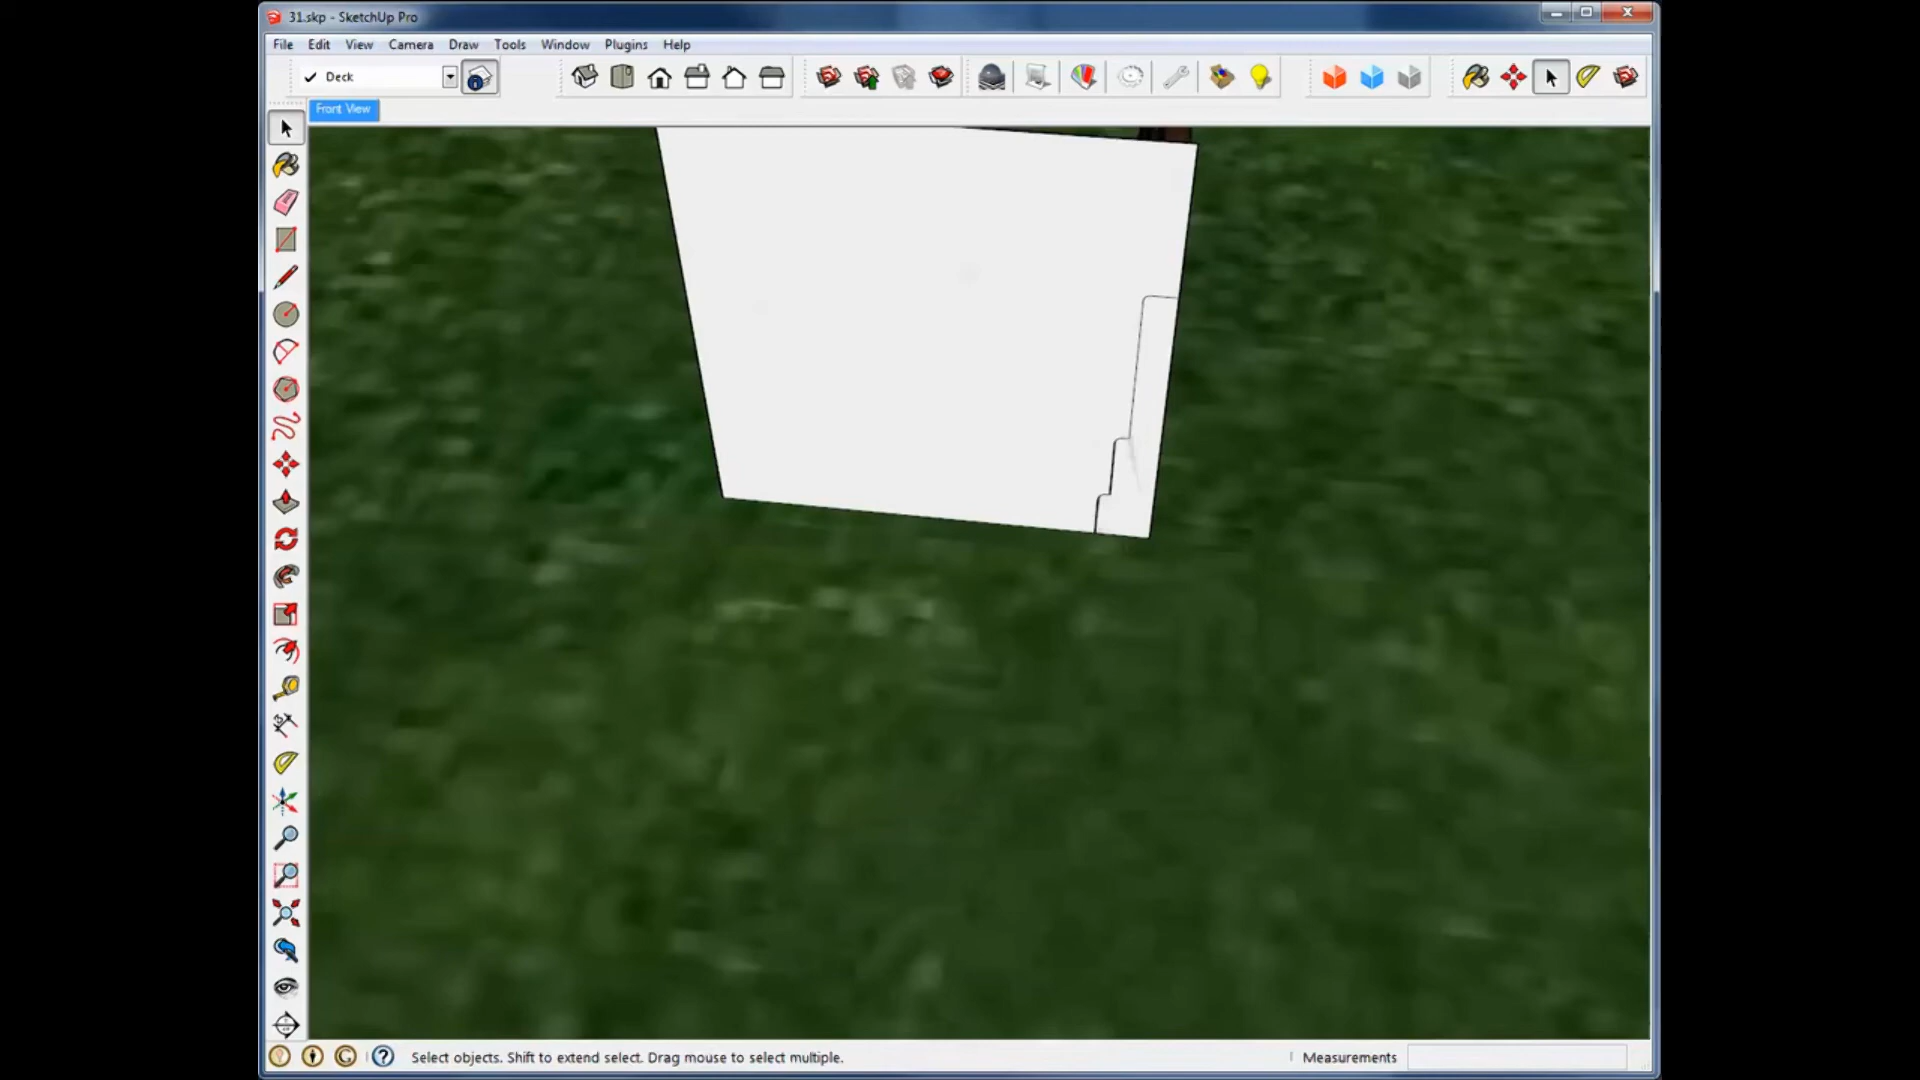 31.skp - SketchUp Pro
File Edit View Camera Draw Tools Window Plugins Help
Deck
Front View
Select objects. Shift to extend select. Drag mouse to select multiple.
Measurements